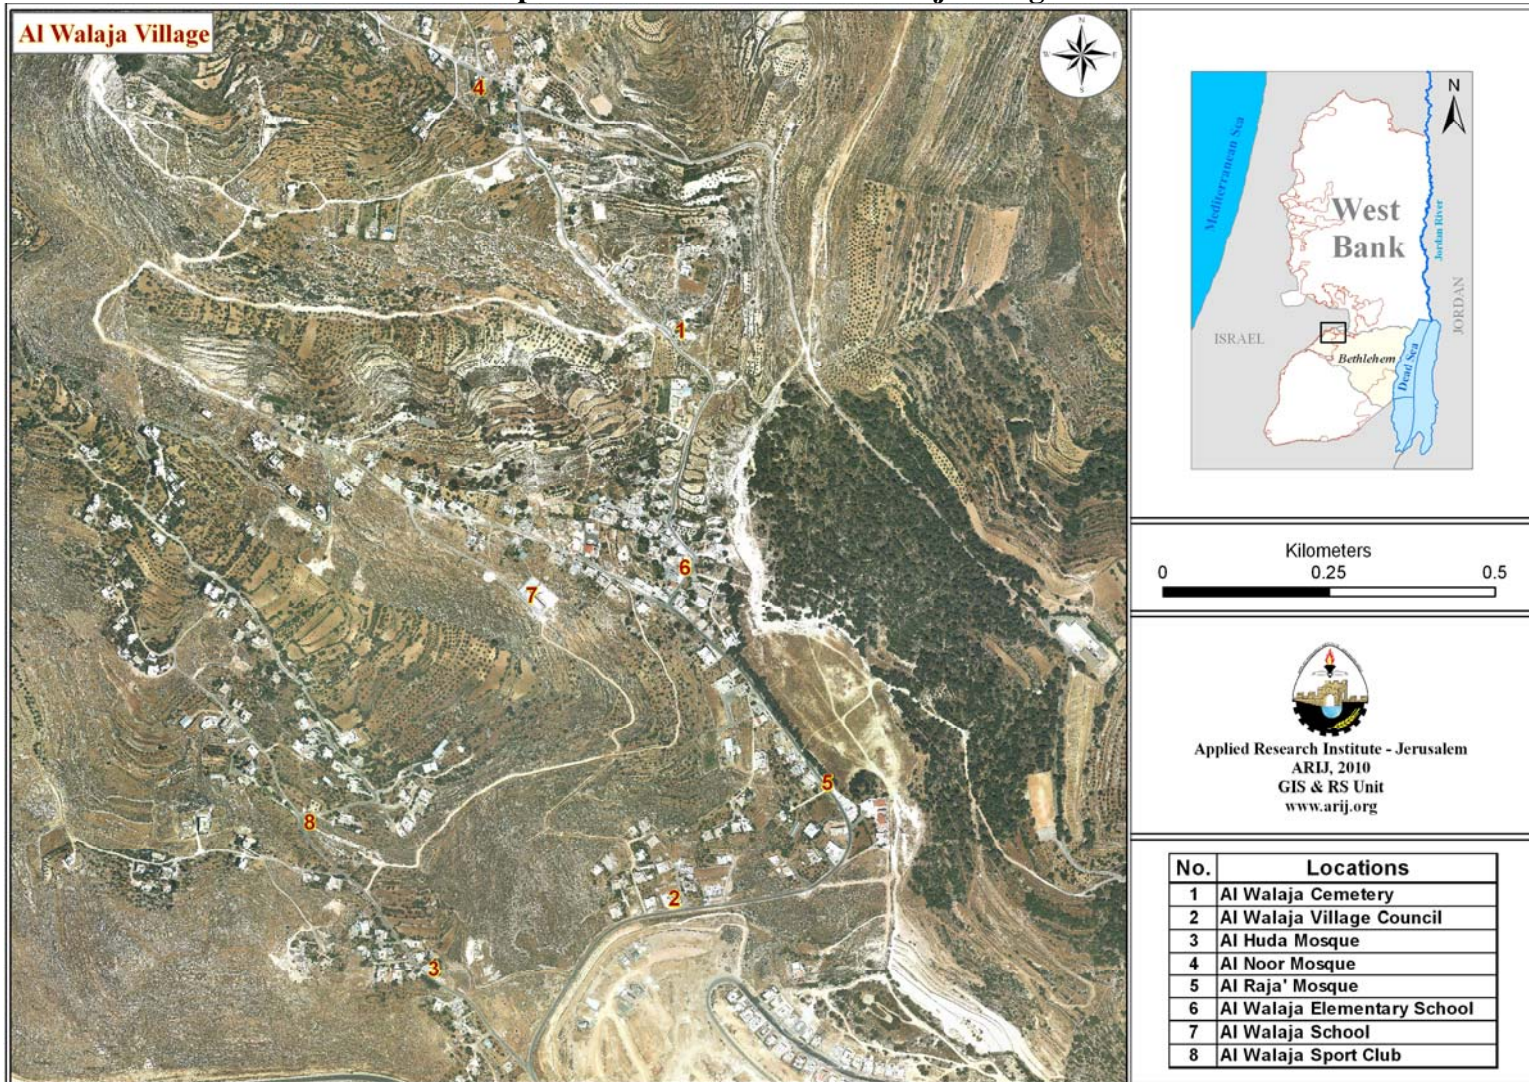 Al Walaja Village
N
W
E
S
4
1
6
7
5
8
2
3
N
Mediterranean Sea
West
Bank
Jordan River
JORDAN
ISRAEL
Bethlehem
Dead Sea
Kilometers
0 0.25 0.5
Applied Research Institute - Jerusalem
ARIJ, 2010
GIS & RS Unit
www.arij.org
No. Locations
1 Al Walaja Cemetery
2 Al Walaja Village Council
3 Al Huda Mosque
4 Al Noor Mosque
5 Al Raja' Mosque
6 Al Walaja Elementary School
7 Al Walaja School
8 Al Walaja Sport Club